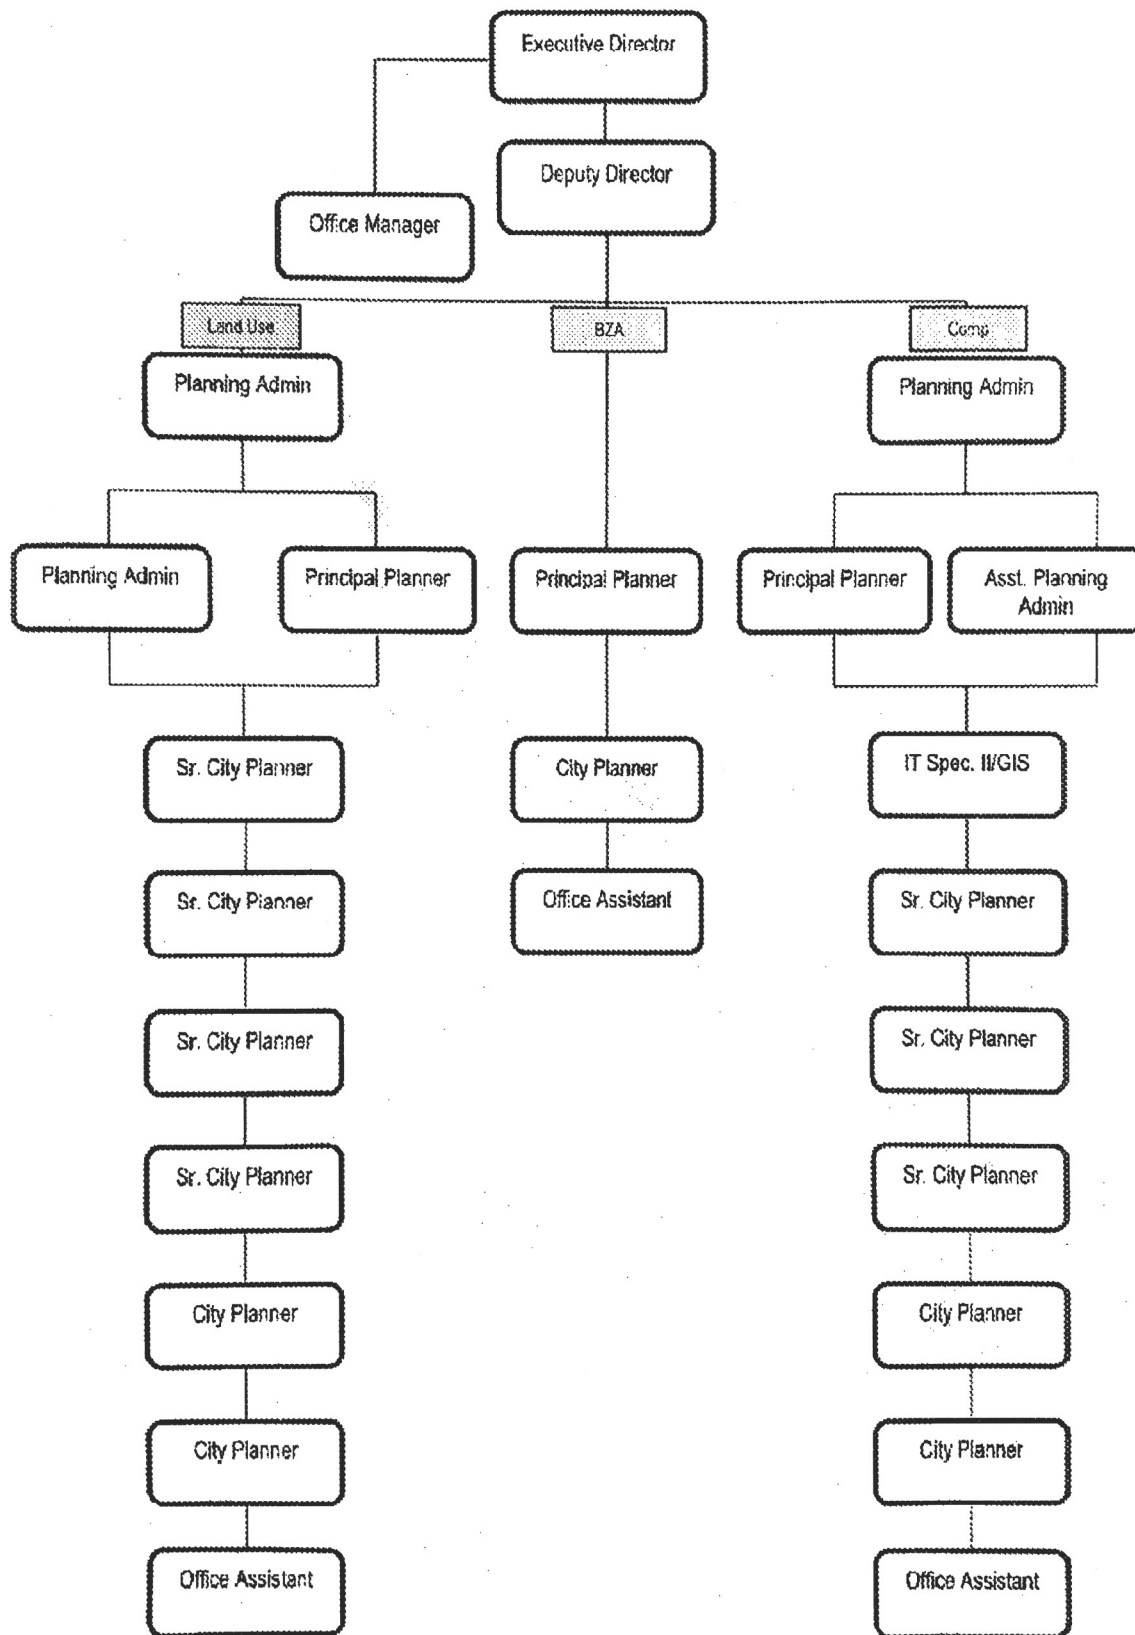 Executive Director
Deputy Director
Office Manager
Land Use
BZA
Comp
Planning Admin
Planning Admin
Planning Admin
Principal Planner
Principal Planner
Principal Planner
Asst. Planning
Admin
Sr. City Planner
City Planner
IT Spec. II/GIS
Sr. City Planner
Office Assistant
Sr. City Planner
Sr. City Planner
Sr. City Planner
Sr. City Planner
Sr. City Planner
City Planner
City Planner
City Planner
City Planner
Office Assistant
Office Assistant